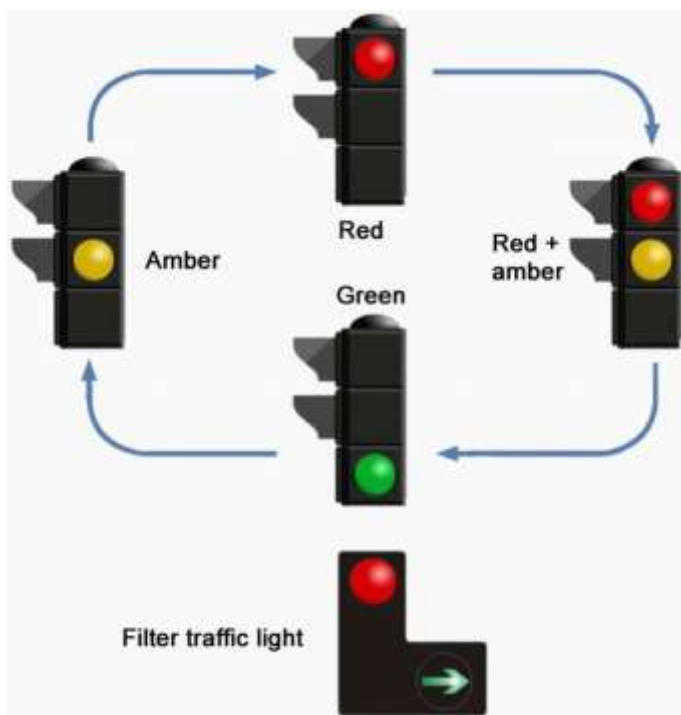 Red
Amber
Red +
amber
Green
Filter traffic light